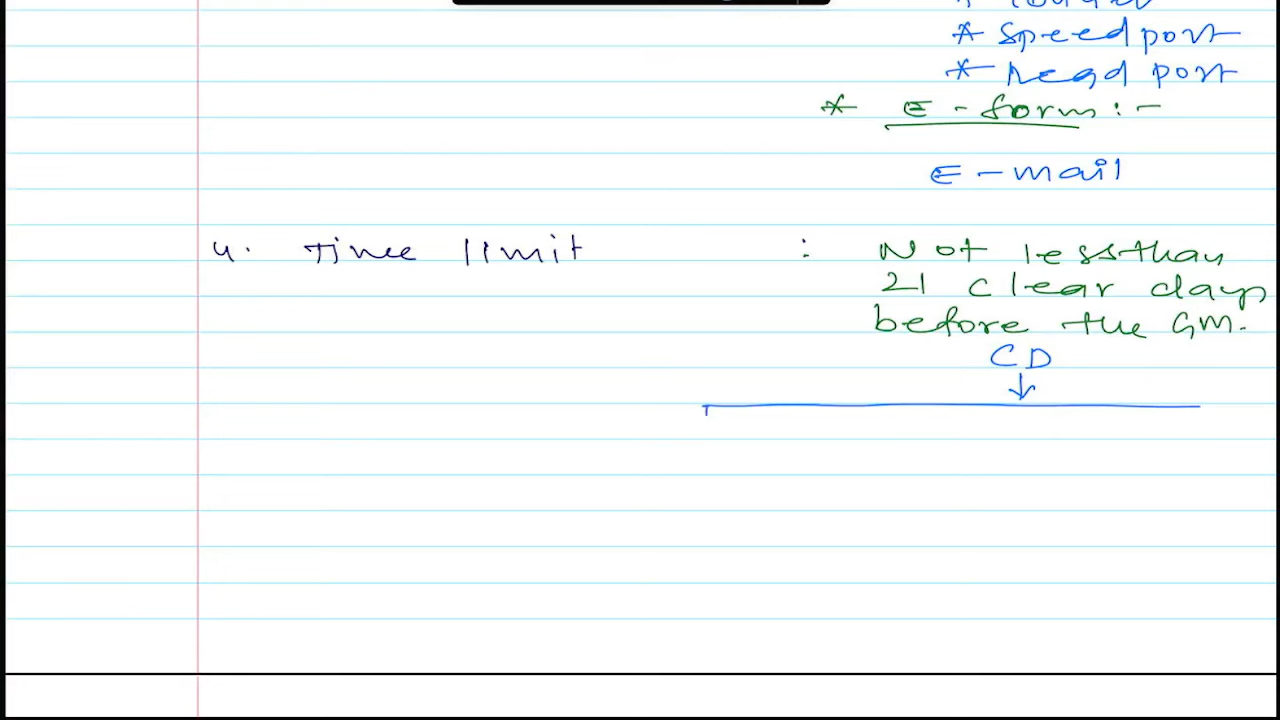 * Speed post
* Regd post
* E-form:-
E-mail
4. Time limit : Not less than
21 clear days
before the GM.
CD
↓